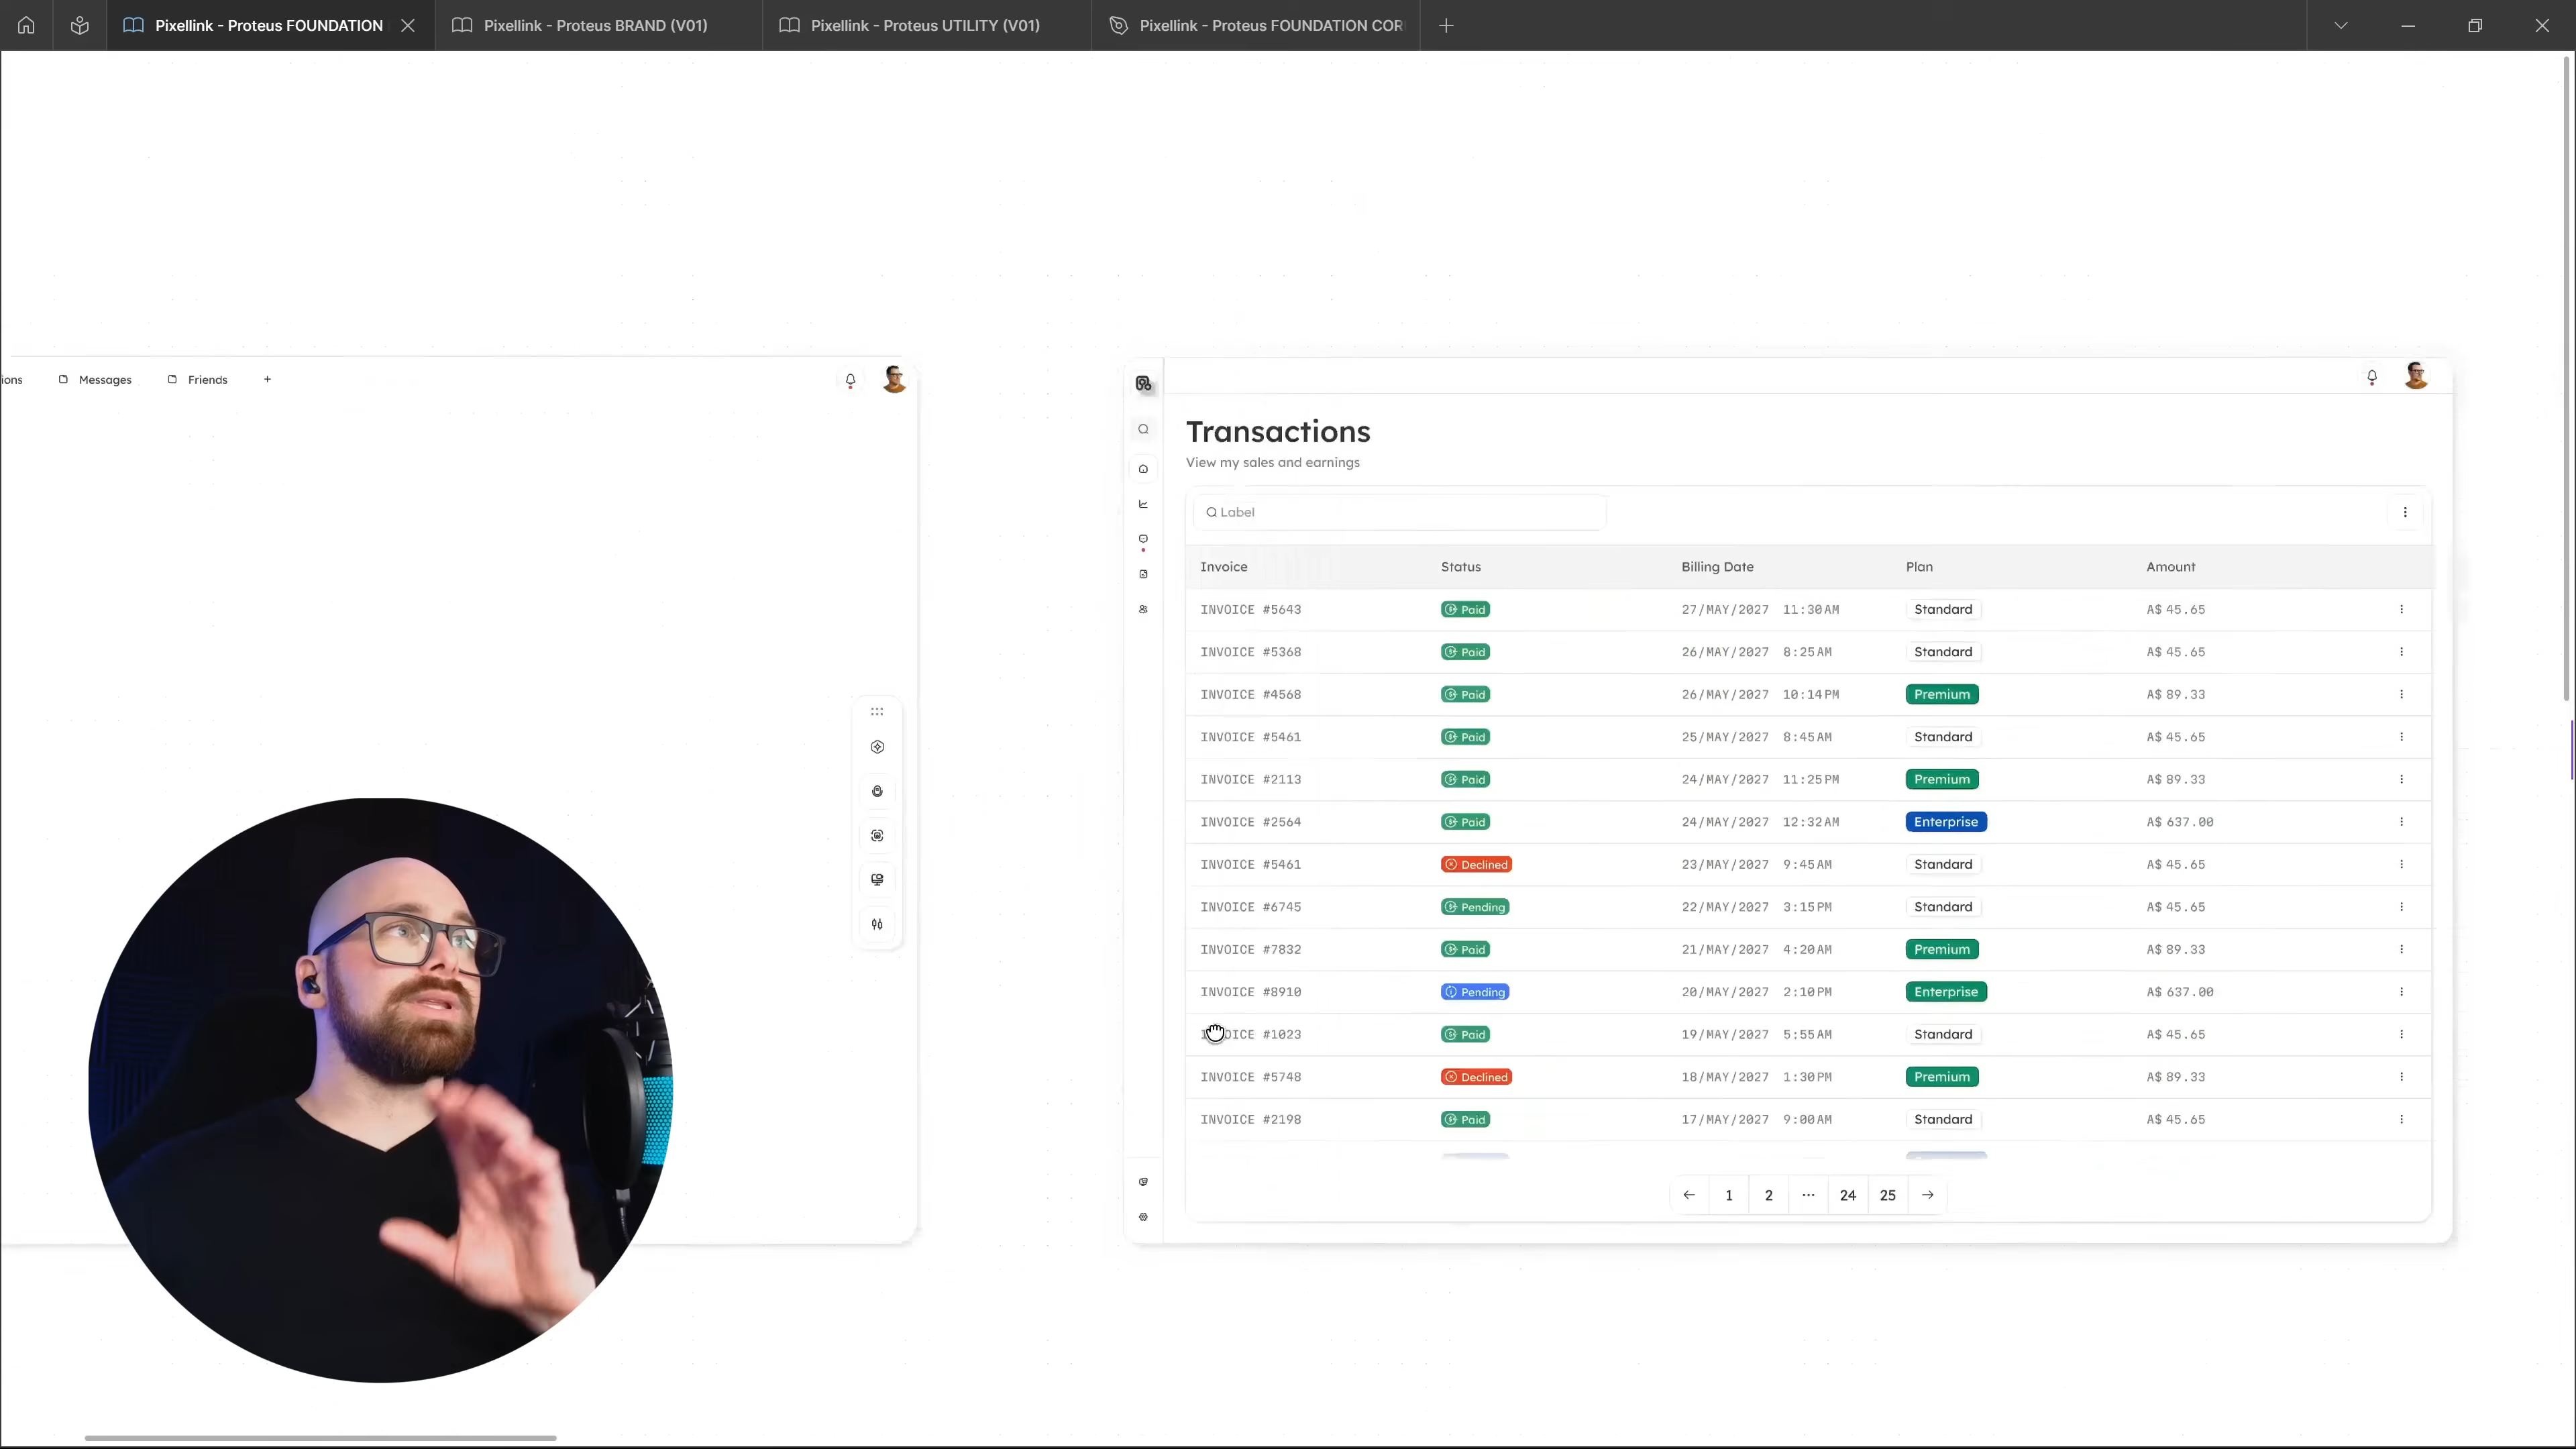 Pixellink - Proteus FOUNDATION
Pixellink - Proteus BRAND (V01)
Pixellink - Proteus UTILITY (V01)
Pixellink - Proteus FOUNDATION COR
ions Messages Friends +
Transactions
View my sales and earnings
Label
Invoice Status Billing Date Plan Amount
INVOICE #5643 Paid 27/MAY/2027 11:30AM Standard A$ 45.65
INVOICE #5368 Paid 26/MAY/2027 8:25AM Standard A$ 45.65
INVOICE #4568 Paid 26/MAY/2027 10:14PM Premium A$ 89.33
INVOICE #5461 Paid 25/MAY/2027 8:45AM Standard A$ 45.65
INVOICE #2113 Paid 24/MAY/2027 11:25PM Premium A$ 89.33
INVOICE #2564 Paid 24/MAY/2027 12:32AM Enterprise A$ 637.00
INVOICE #5461 Declined 23/MAY/2027 9:45AM Standard A$ 45.65
INVOICE #6745 Pending 22/MAY/2027 3:15PM Standard A$ 45.65
INVOICE #7832 Paid 21/MAY/2027 4:20AM Premium A$ 89.33
INVOICE #8910 Pending 20/MAY/2027 2:10PM Enterprise A$ 637.00
INVOICE #1023 Paid 19/MAY/2027 5:55AM Standard A$ 45.65
INVOICE #5748 Declined 18/MAY/2027 1:30PM Premium A$ 89.33
INVOICE #2198 Paid 17/MAY/2027 9:00AM Standard A$ 45.65
1 2 ... 24 25